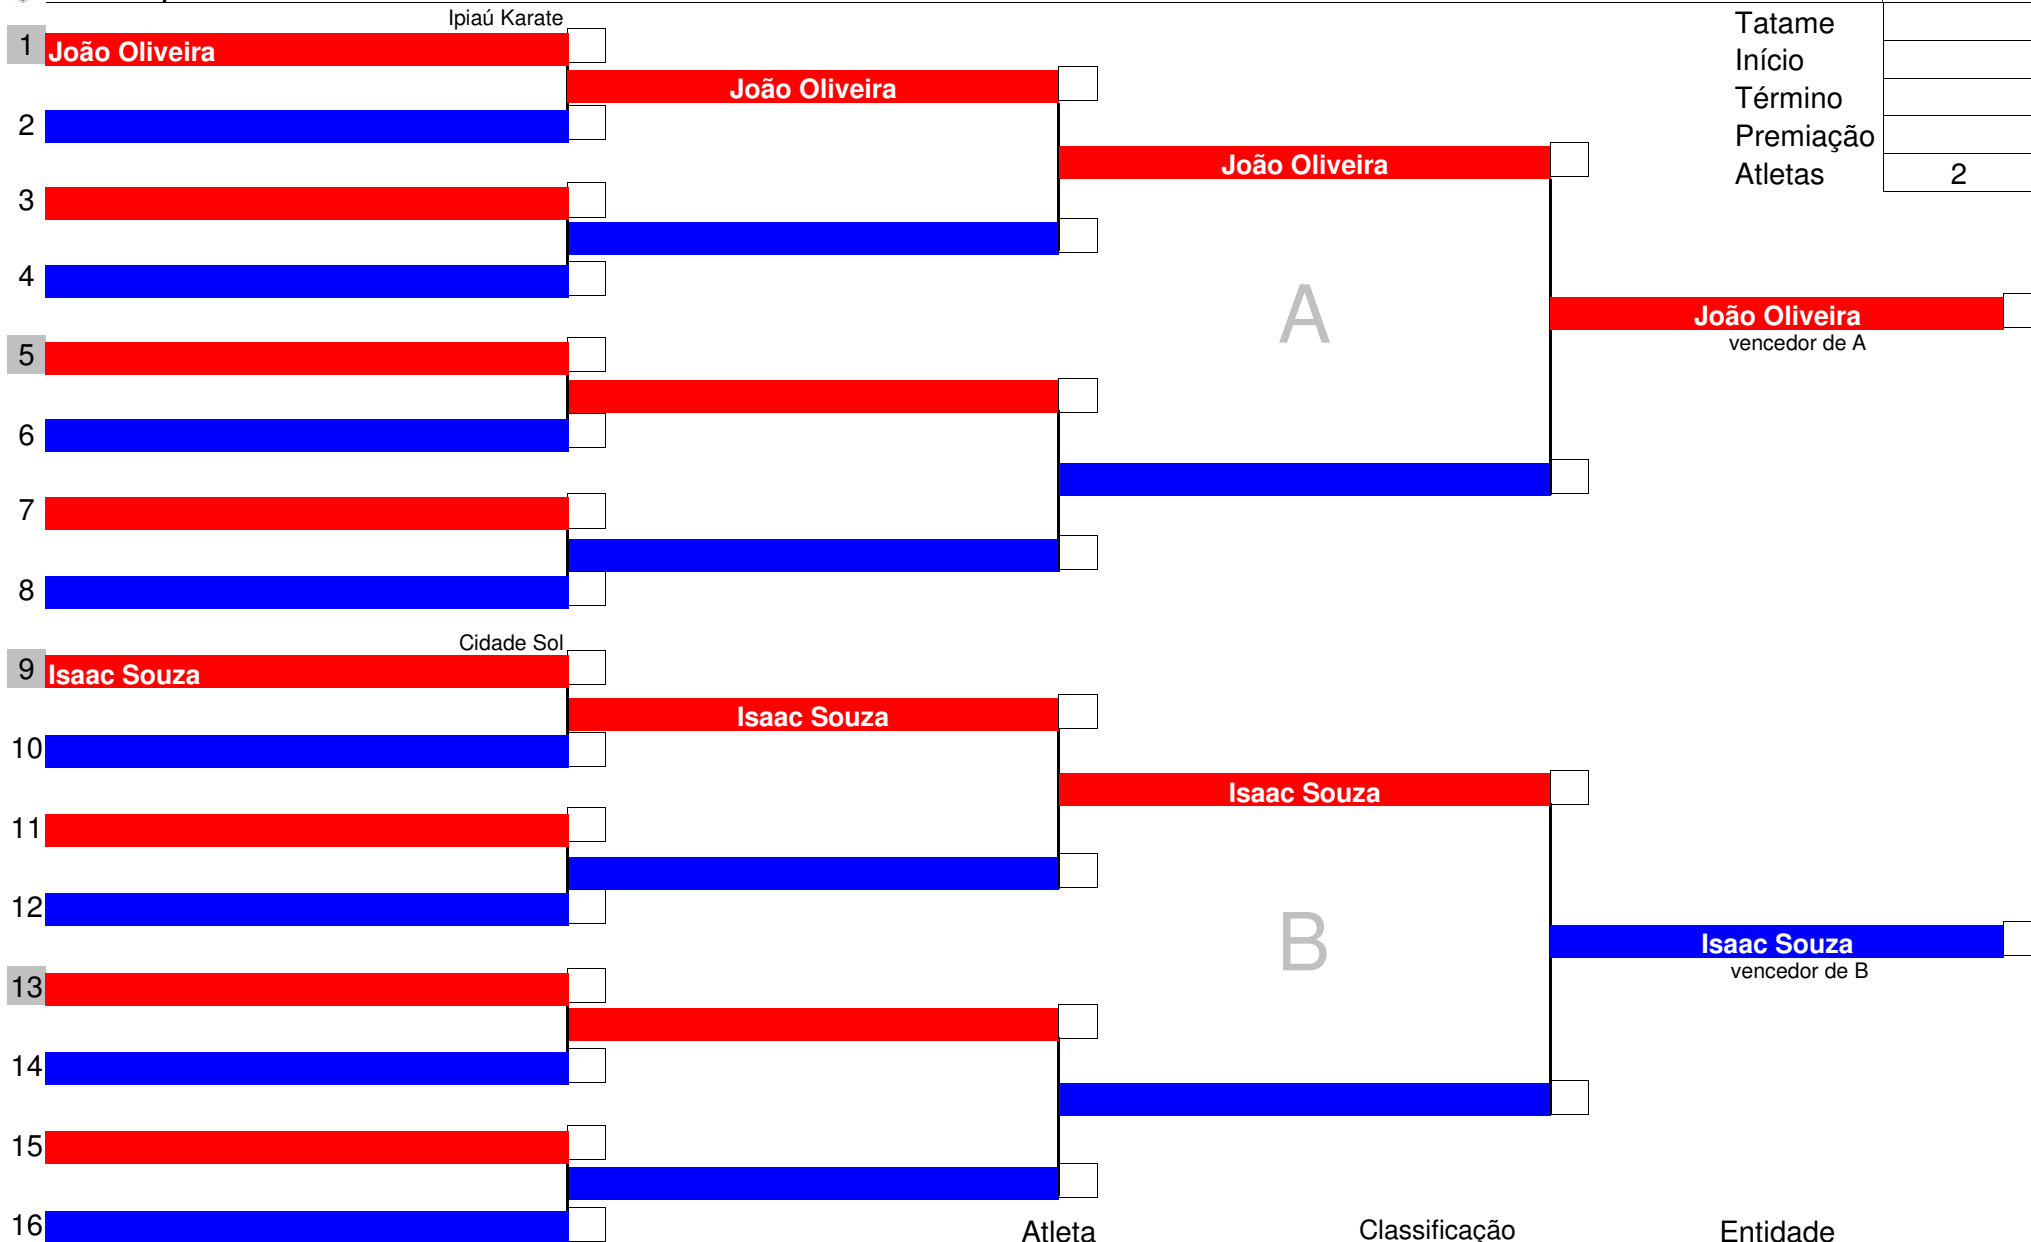 Ipiaú Karate
Tatame
1 João Oliveira
João Oliveira
Início
Término
2
Premiação
João Oliveira
Atletas 2
3
4
A
João Oliveira
vencedor de A
5
6
7
8
Cidade Sol
9 Isaac Souza
Isaac Souza
10
Isaac Souza
11
12
B
Isaac Souza
vencedor de B
13
14
15
16
Atleta Classificação Entidade